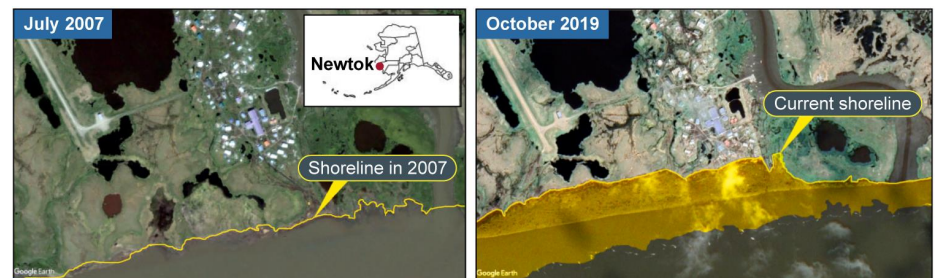 July 2007
Newtok
Shoreline in 2007
Google Earth
October 2019
Current shoreline
Google Earth